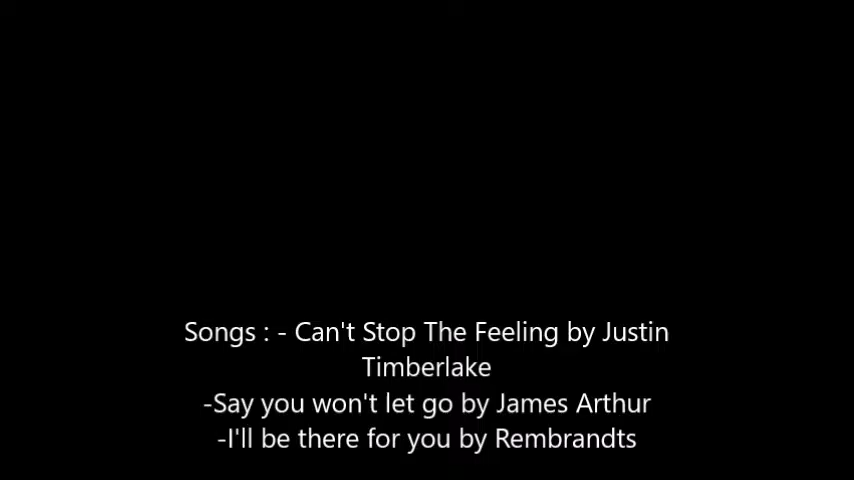 Songs : - Can't Stop The Feeling by Justin
Timberlake
-Say you won't let go by James Arthur
-I'll be there for you by Rembrandts